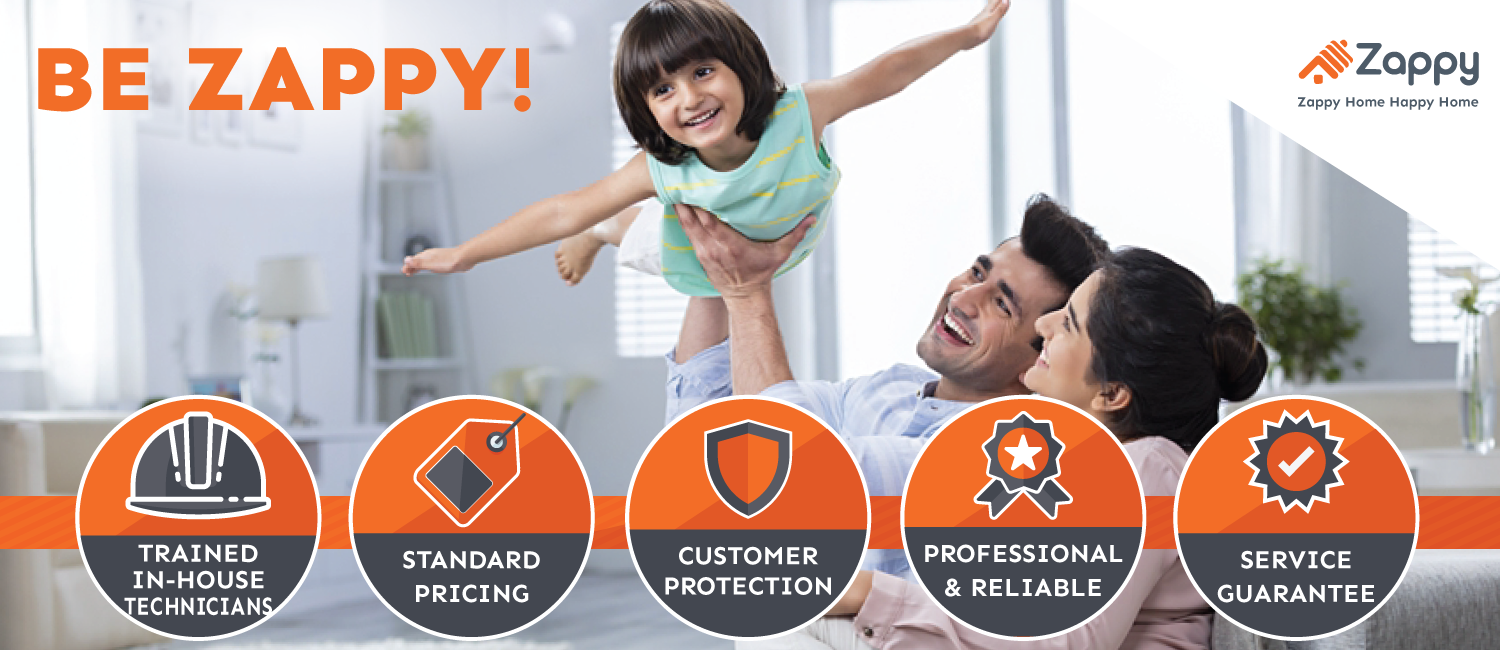 BE ZAPPY!
Zappy
Zappy Home Happy Home
TRAINED
IN-HOUSE
TECHNICIANS
STANDARD
PRICING
CUSTOMER
PROTECTION
PROFESSIONAL
& RELIABLE
SERVICE
GUARANTEE